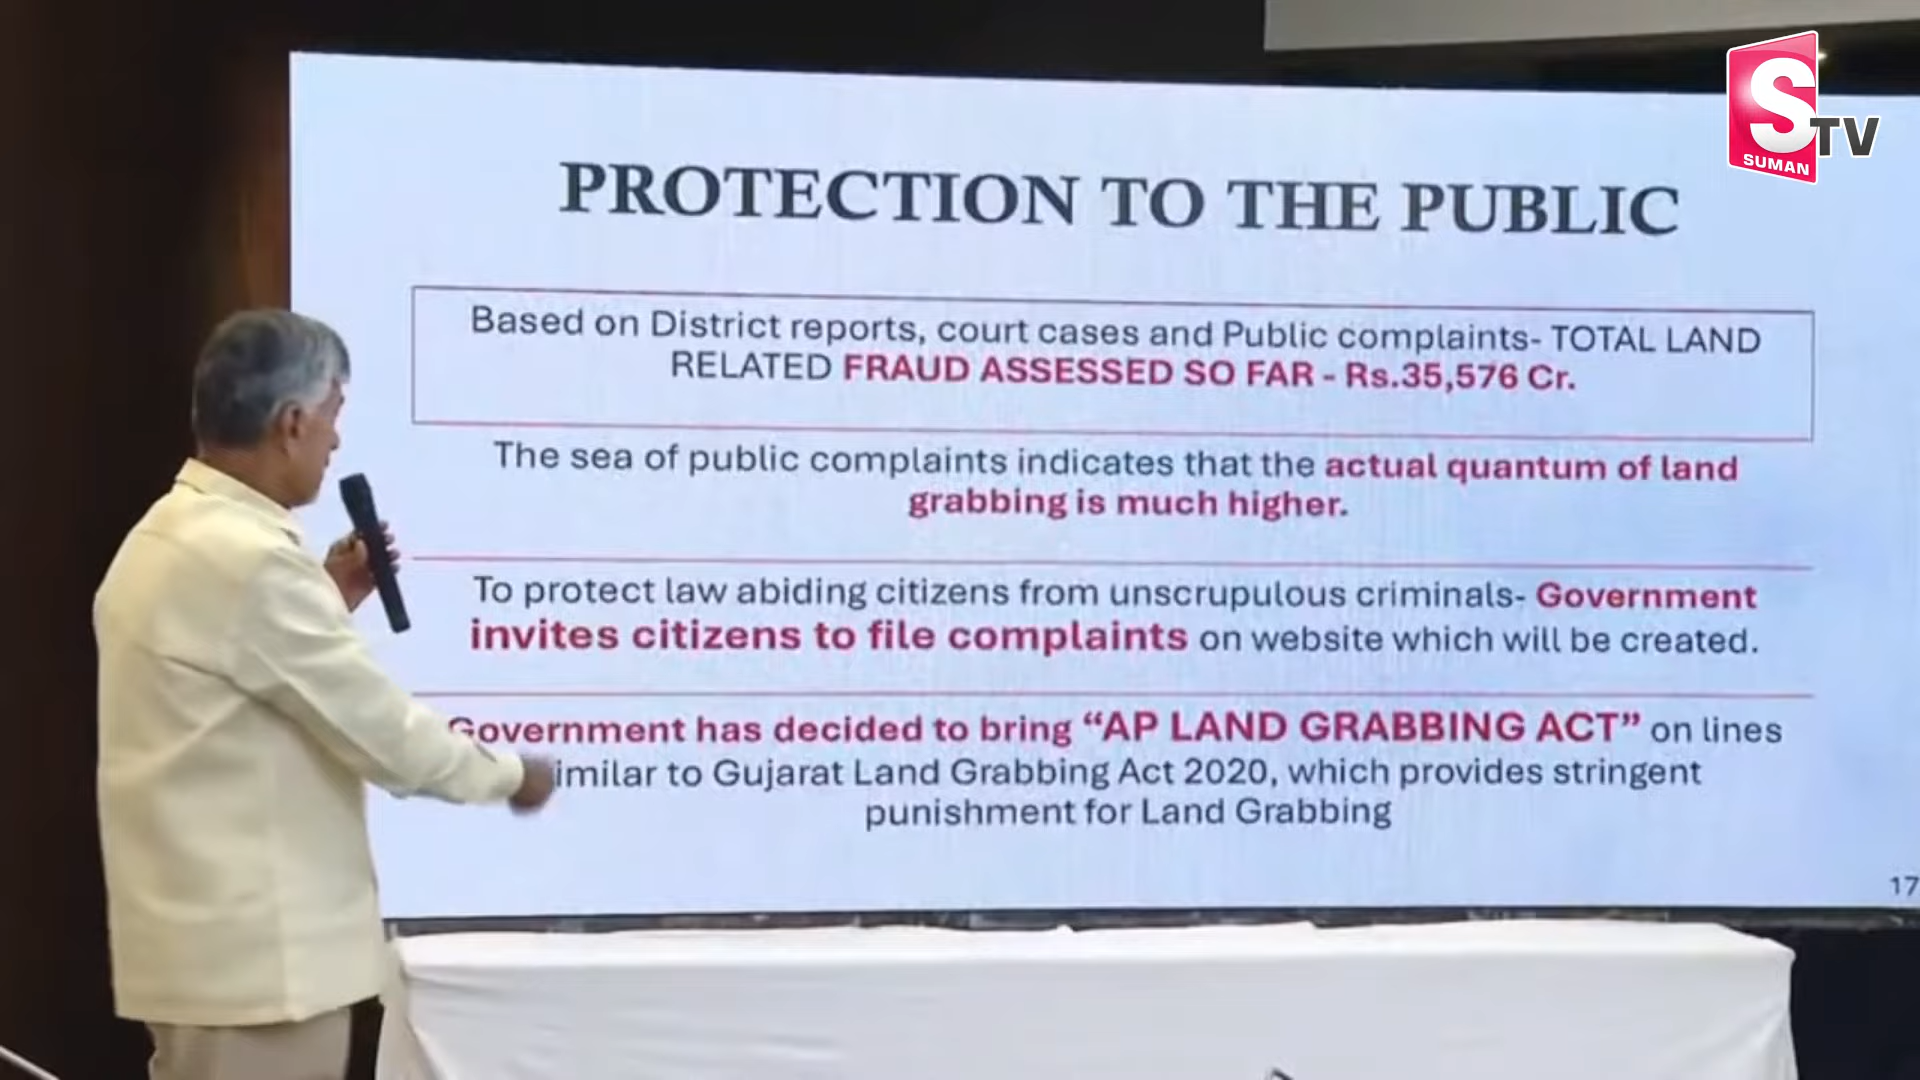 S
TV
SUMAN
PROTECTION TO THE PUBLIC
Based on District reports, court cases and Public complaints- TOTAL LAND
RELATED FRAUD ASSESSED SO FAR - Rs.35,576 Cr.
The sea of public complaints indicates that the actual quantum of land
grabbing is much higher.
To protect law abiding citizens from unscrupulous criminals- Government
invites citizens to file complaints on website which will be created.
Government has decided to bring “AP LAND GRABBING ACT” on lines
imilar to Gujarat Land Grabbing Act 2020, which provides stringent
punishment for Land Grabbing
17